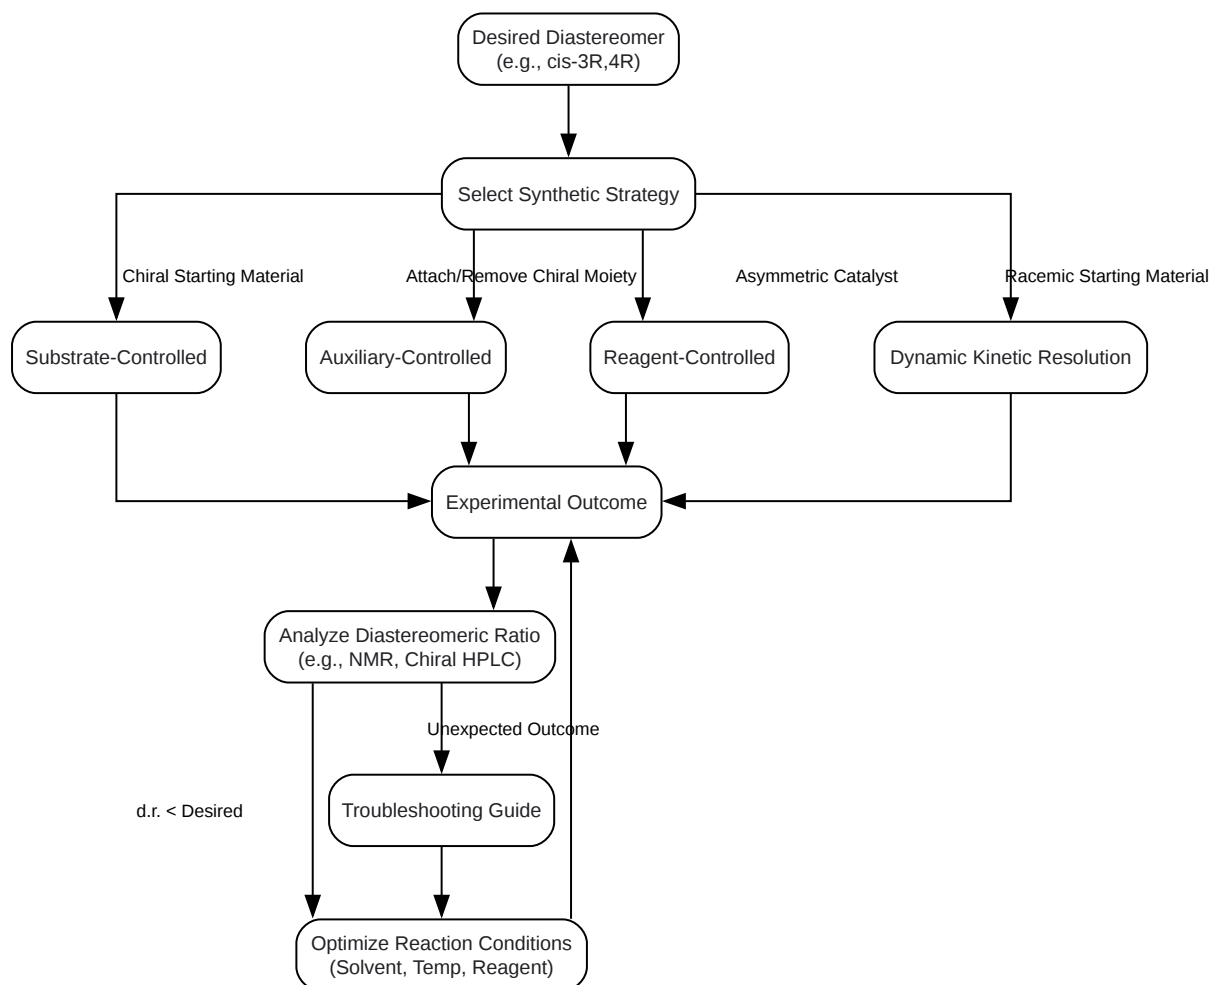 Desired Diastereomer
(e.g., cis-3R,4R)
Select Synthetic Strategy
Chiral Starting Material
Attach/Remove Chiral Moiety
Asymmetric Catalyst
Racemic Starting Material
Substrate-Controlled
Auxiliary-Controlled
Reagent-Controlled
Dynamic Kinetic Resolution
Experimental Outcome
Analyze Diastereomeric Ratio
(e.g., NMR, Chiral HPLC)
Unexpected Outcome
d.r. < Desired
Troubleshooting Guide
Optimize Reaction Conditions
(Solvent, Temp, Reagent)